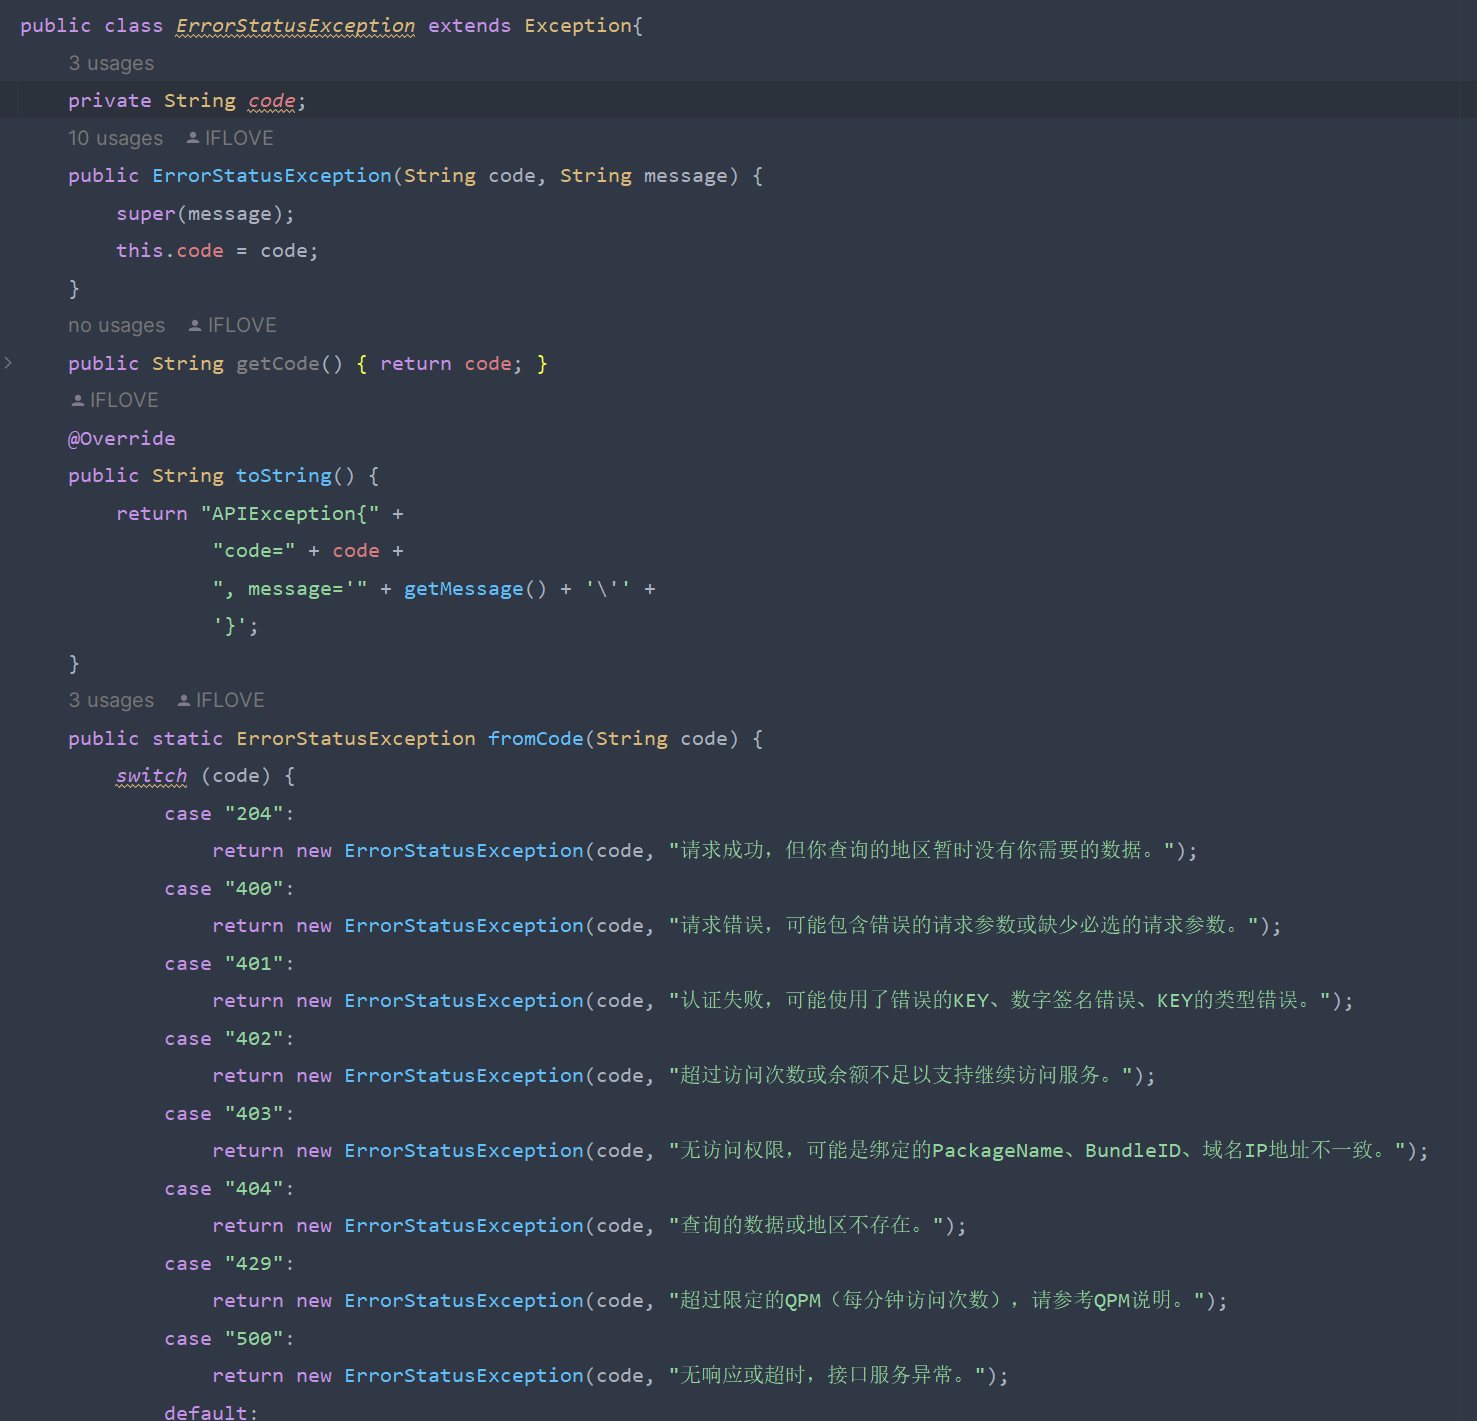 public class ErrorStatusException extends Exception{
    3 usages
    private String code;
    10 usages IFLOVE
    public ErrorStatusException(String code, String message) {
        super(message);
        this.code = code;
    }
    no usages IFLOVE
    public String getCode() { return code; }
    IFLOVE
    @Override
    public String toString() {
        return "APIException{" +
                "code=" + code +
                ", message='" + getMessage() + '\'' +
                '}';
    }
    3 usages IFLOVE
    public static ErrorStatusException fromCode(String code) {
        switch (code) {
            case "204":
                return new ErrorStatusException(code, "请求成功，但你查询的地区暂时没有你需要的数据。");
            case "400":
                return new ErrorStatusException(code, "请求错误，可能包含错误的请求参数或缺少必选的请求参数。");
            case "401":
                return new ErrorStatusException(code, "认证失败，可能使用了错误的KEY、数字签名错误、KEY的类型错误。");
            case "402":
                return new ErrorStatusException(code, "超过访问次数或余额不足以支持继续访问服务。");
            case "403":
                return new ErrorStatusException(code, "无访问权限，可能是绑定的PackageName、BundleID、域名IP地址不一致。");
            case "404":
                return new ErrorStatusException(code, "查询的数据或地区不存在。");
            case "429":
                return new ErrorStatusException(code, "超过限定的QPM（每分钟访问次数），请参考QPM说明。");
            case "500":
                return new ErrorStatusException(code, "无响应或超时，接口服务异常。");
            default: